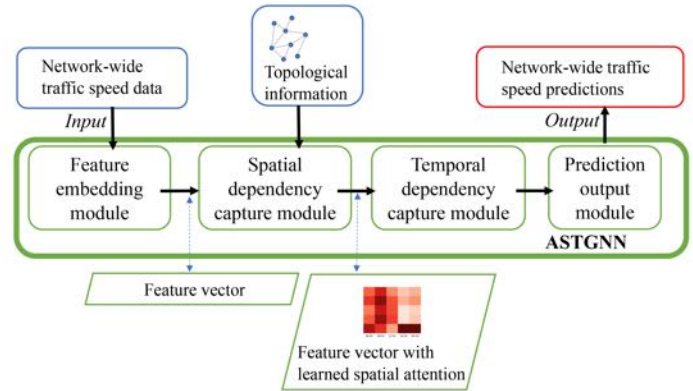 Network-wide
traffic speed data
Topological
information
Network-wide traffic
speed predictions
Input
Output
Feature
embedding
module
Spatial
dependency
capture module
Temporal
dependency
capture module
Prediction
output
module
ASTGNN
Feature vector
Feature vector with
learned spatial attention